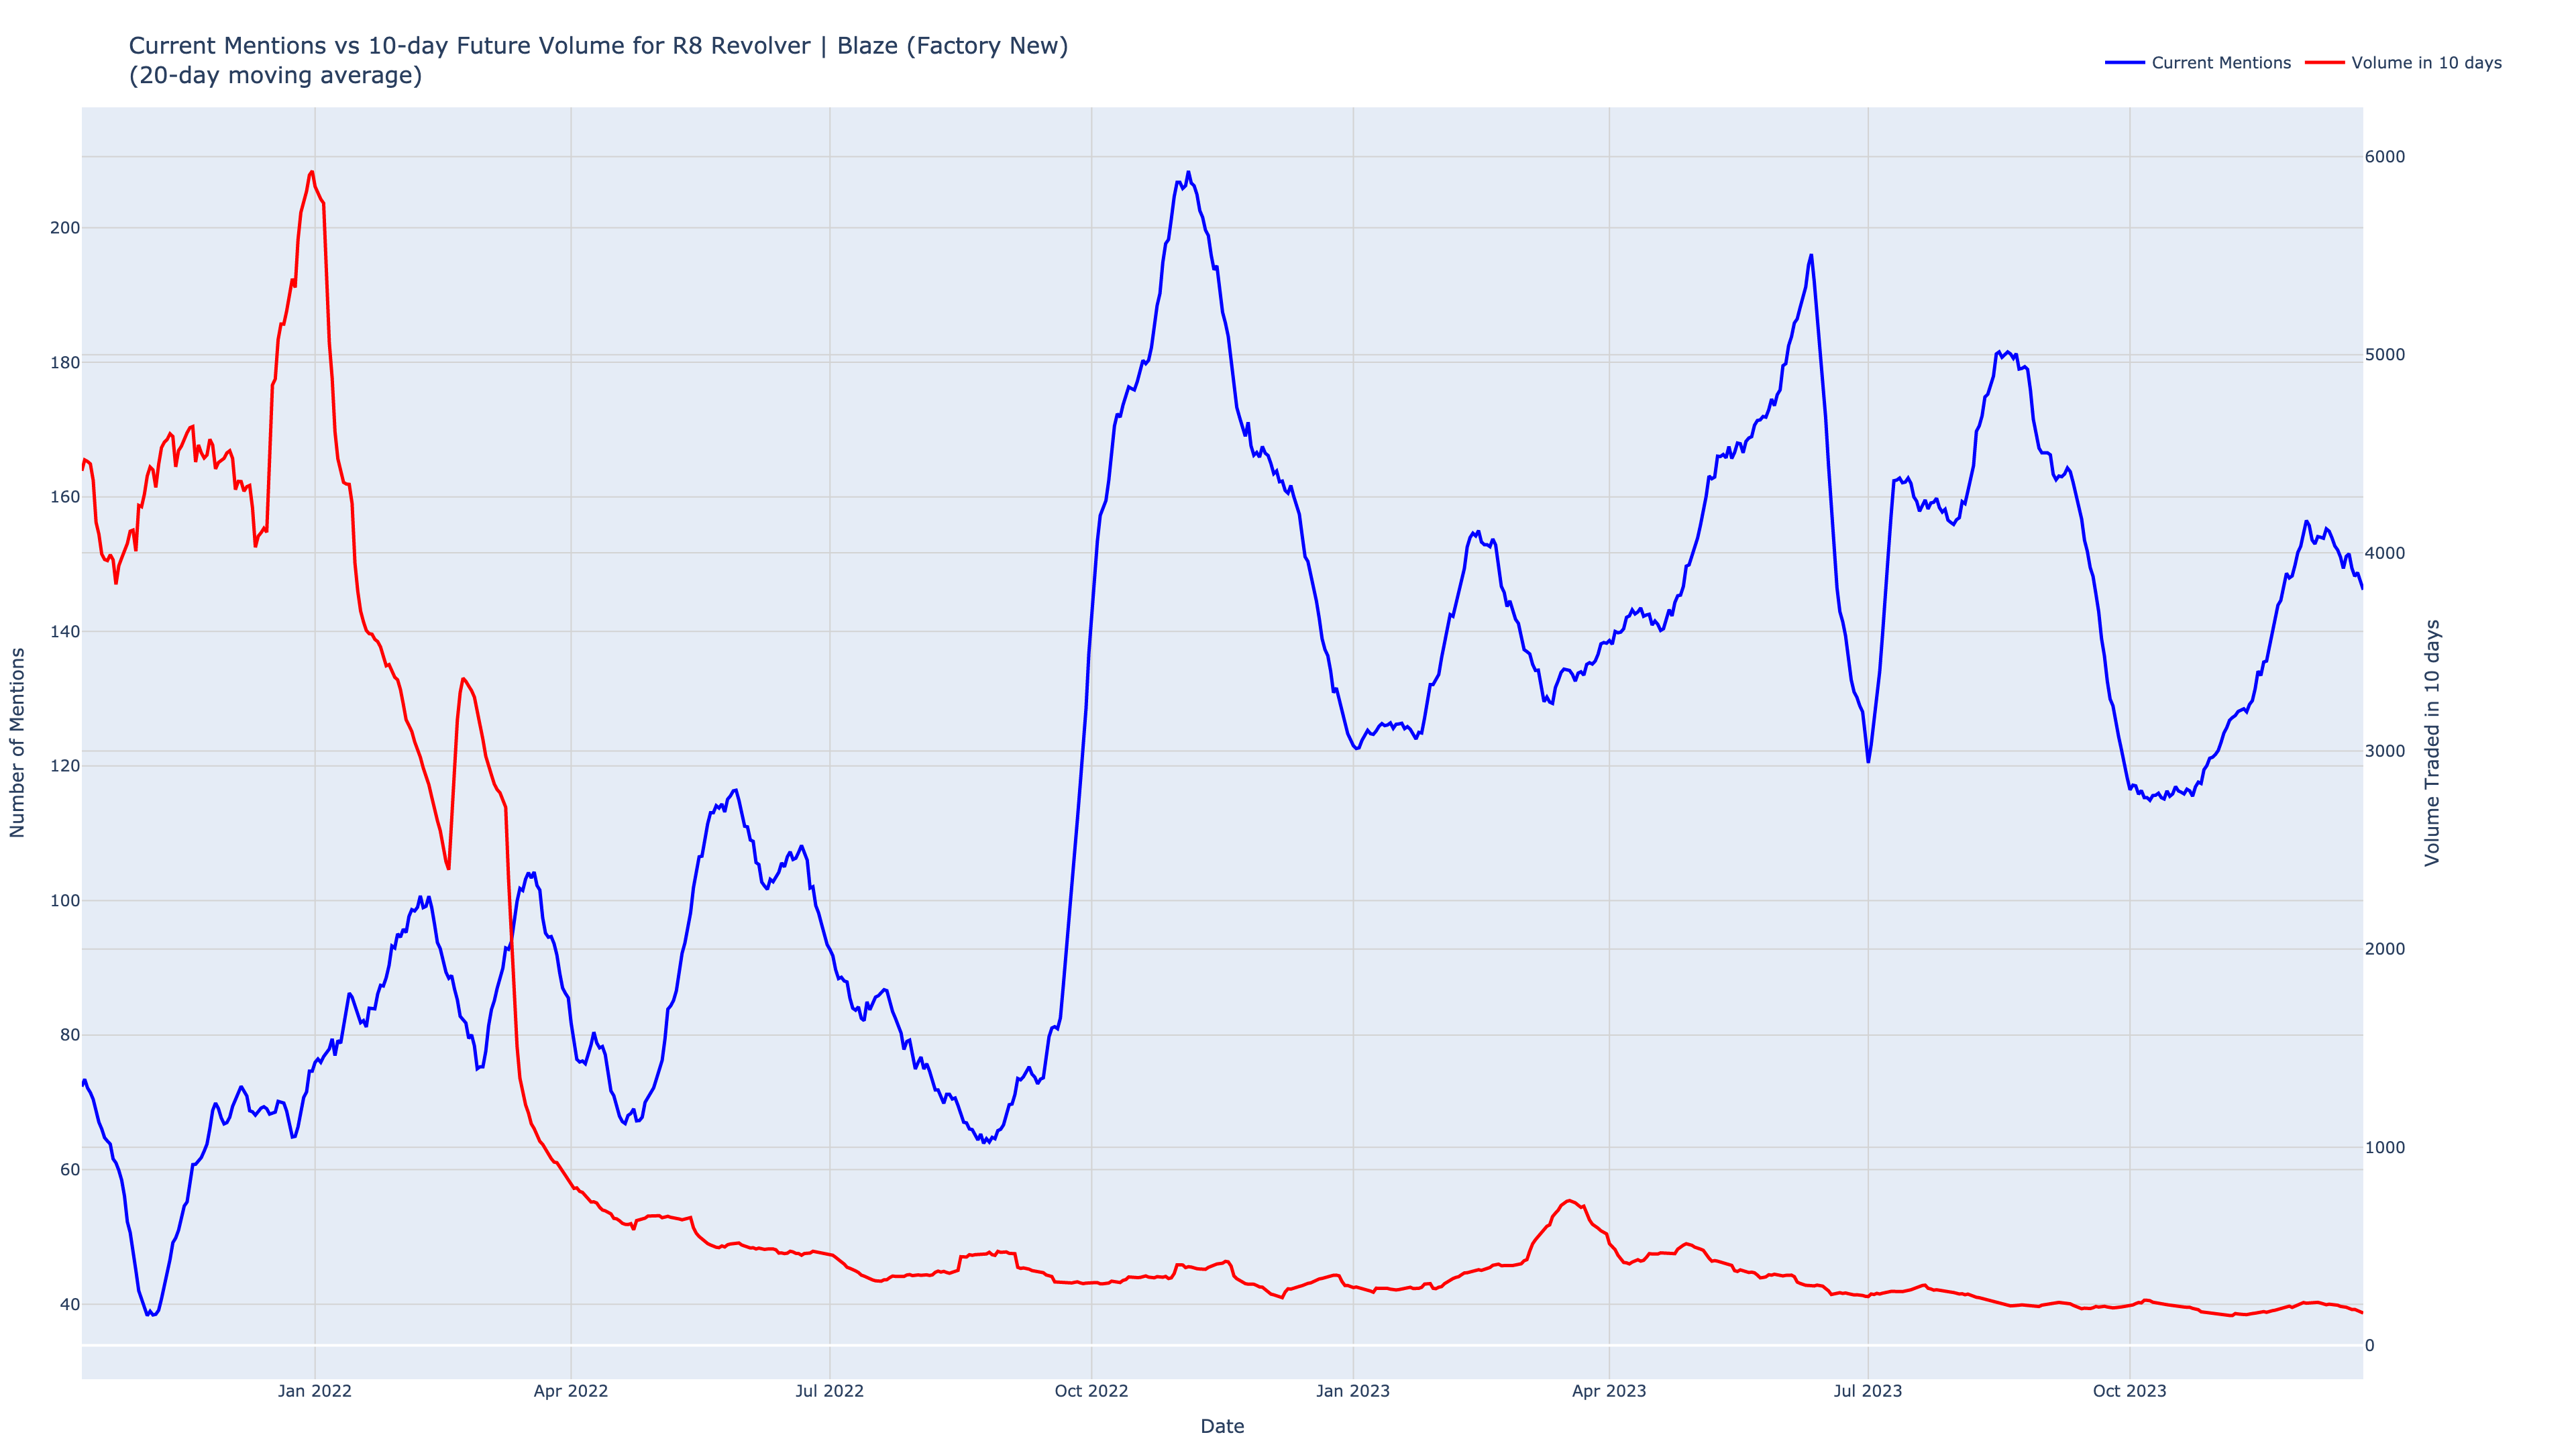 Current Mentions vs 10-day Future Volume for R8 Revolver | Blaze (Factory New)
(20-day moving average)
Current Mentions
Volume in 10 days
200
180
160
140
120
100
80
60
40
Number of Mentions
6000
5000
4000
3000
2000
1000
0
Volume Traded in 10 days
Jan 2022
Apr 2022
Jul 2022
Oct 2022
Jan 2023
Apr 2023
Jul 2023
Oct 2023
Date